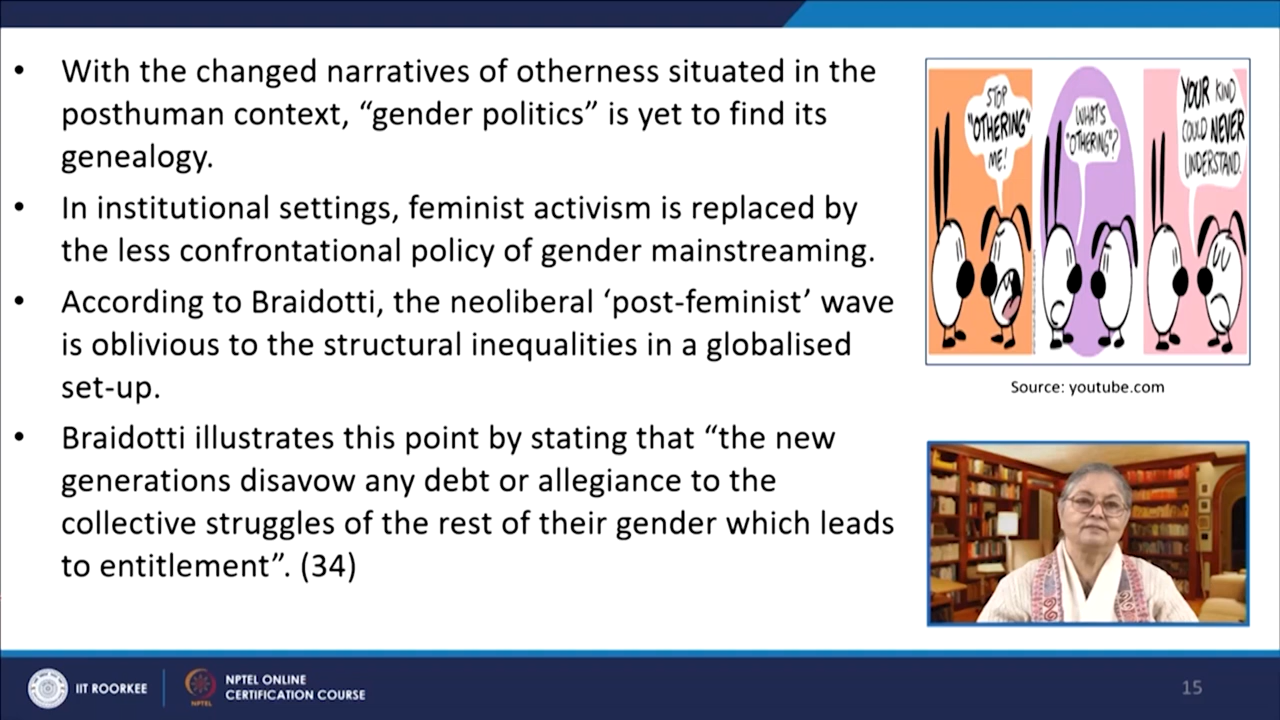 • With the changed narratives of otherness situated in the
posthuman context, “gender politics” is yet to find its
genealogy.
• In institutional settings, feminist activism is replaced by
the less confrontational policy of gender mainstreaming.
• According to Braidotti, the neoliberal ‘post-feminist’ wave
is oblivious to the structural inequalities in a globalised
set-up.
• Braidotti illustrates this point by stating that “the new
generations disavow any debt or allegiance to the
collective struggles of the rest of their gender which leads
to entitlement”. (34)
STOP
"OTHERING"
ME!
WHAT'S
"OTHERING"?
YOUR KIND
COULD NEVER
UNDERSTAND.
Source: youtube.com
IIT ROORKEE
NPTEL
NPTEL ONLINE
CERTIFICATION COURSE
15